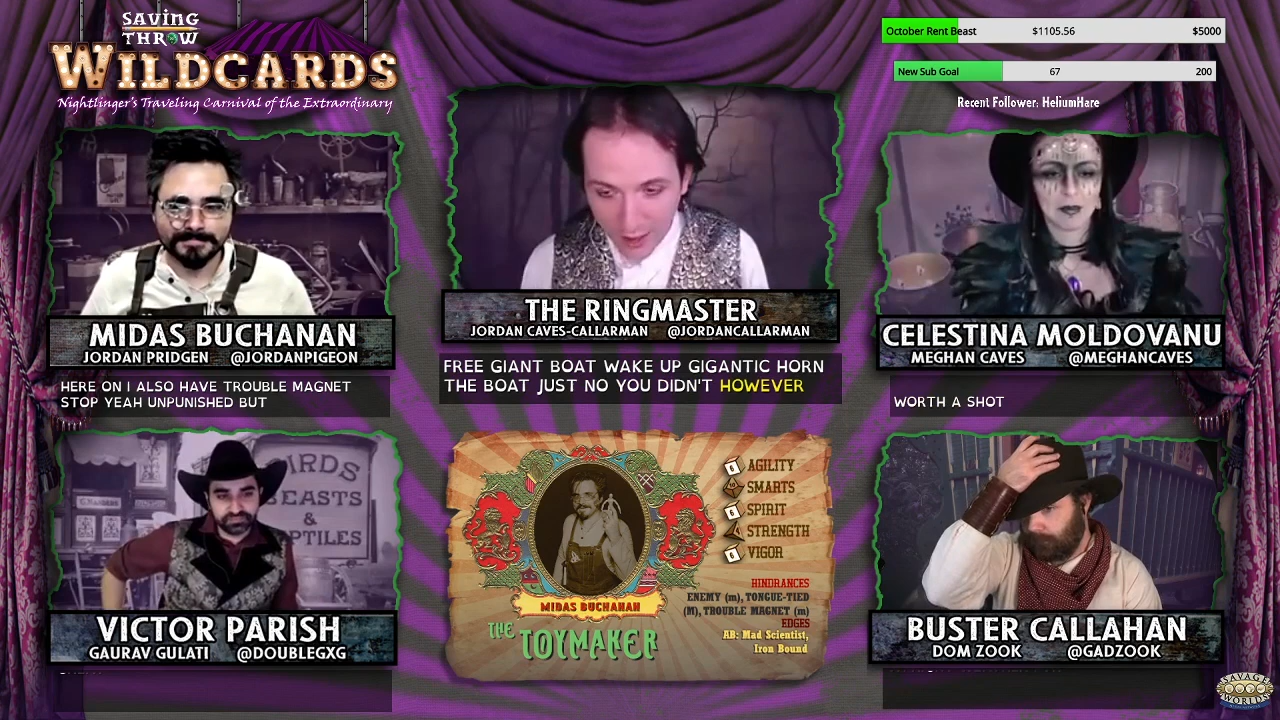 SAVING
THROW
WILDCARDS
Nightlinger's Traveling Carnival of the Extraordinary
October Rent Beast $1105.56 $5000
New Sub Goal 67 200
Recent Follower: HeliumHare
MIDAS BUCHANAN
JORDAN PRIDGEN @JORDANPIGEON
HERE ON I ALSO HAVE TROUBLE MAGNET
STOP YEAH UNPUNISHED BUT
THE RINGMASTER
JORDAN CAVES-CALLARMAN @JORDANCALLARMAN
FREE GIANT BOAT WAKE UP GIGANTIC HORN
THE BOAT JUST NO YOU DIDN'T HOWEVER
CELESTINA MOLDOVANU
MEGHAN CAVES @MEGHANCAVES
WORTH A SHOT
BIRDS
BEASTS
&
PTILES
VICTOR PARISH
GAURAV GULATI @DOUBLEGXG
6 AGILITY
SMARTS
6 SPIRIT
STRENGTH
6 VIGOR
HINDRANCES
ENEMY (m), TONGUE-TIED
(M), TROUBLE MAGNET (m)
EDGES
AB: Mad Scientist,
Iron Bound
MIDAS BUCHANAN
THE TOYMAKER
BUSTER CALLAHAN
DOM ZOOK @GADZOOK
SAVAGE
WORLDS